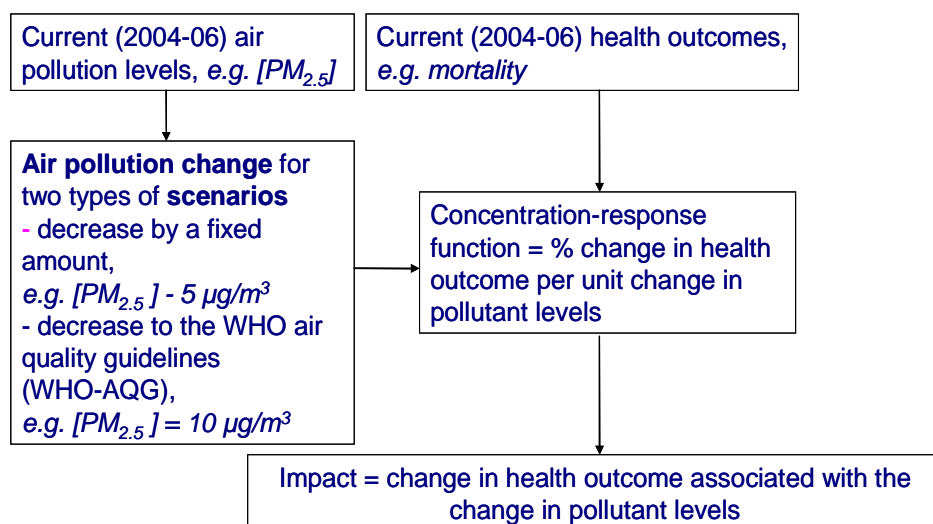 Current (2004-06) air
pollution levels, e.g. [PM2.5]
Current (2004-06) health outcomes,
e.g. mortality
Air pollution change for
two types of scenarios
- decrease by a fixed
amount,
e.g. [PM2.5 ] - 5 µg/m³
- decrease to the WHO air
quality guidelines
(WHO-AQG),
e.g. [PM2.5 ] = 10 µg/m³
Concentration-response
function = % change in health
outcome per unit change in
pollutant levels
Impact = change in health outcome associated with the
change in pollutant levels